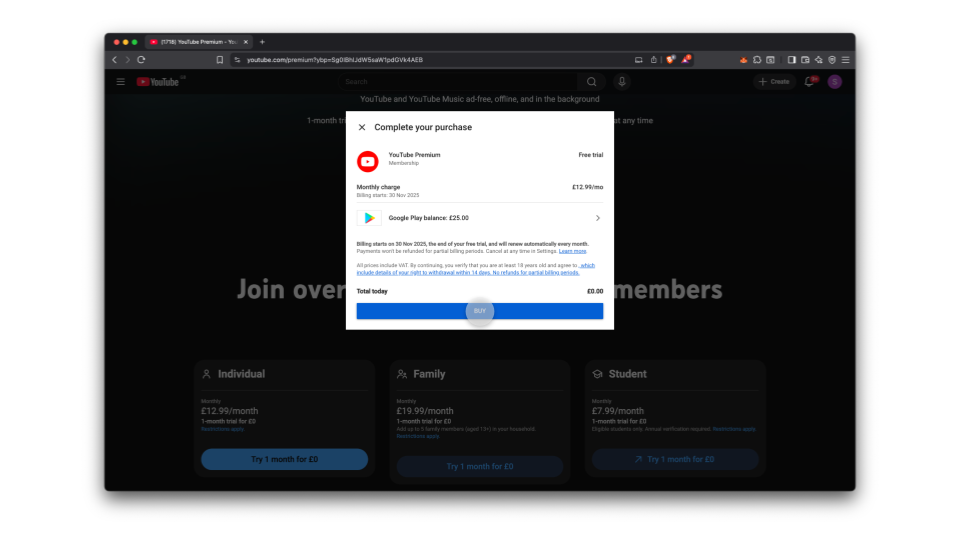 (1718) YouTube Premium - You
youtube.com/premium?ybp=Sg0IBhIJdW5saW1pdGVk4AEB
YouTube GB
Search
Create
S
YouTube and YouTube Music ad-free, offline, and in the background
1-month tri
at any time
Complete your purchase
YouTube Premium
Free trial
Membership
Monthly charge
£12.99/mo
Billing starts: 30 Nov 2025
Google Play balance: £25.00
Billing starts on 30 Nov 2025, the end of your free trial, and will renew automatically every month.
Payments won't be refunded for partial billing periods. Cancel at any time in Settings. Learn more
All prices include VAT. By continuing, you verify that you are at least 18 years old and agree to , which
include details of your right to withdrawal within 14 days. No refunds for partial billing periods.
Total today
£0.00
BUY
Join over
members
Individual
Monthly
£12.99/month
1-month trial for £0
Restrictions apply
Try 1 month for £0
Family
Monthly
£19.99/month
1-month trial for £0
Add up to 5 family members (aged 13+) in your household.
Restrictions apply
Try 1 month for £0
Student
Monthly
£7.99/month
1-month trial for £0
Eligible students only. Annual verification required. Restrictions apply
Try 1 month for £0